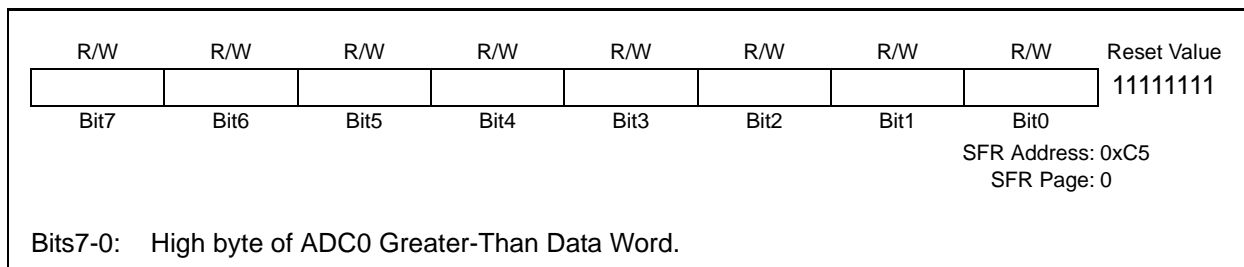 R/W R/W R/W R/W R/W R/W R/W R/W Reset Value
11111111
Bit7 Bit6 Bit5 Bit4 Bit3 Bit2 Bit1 Bit0
SFR Address: 0xC5
SFR Page: 0
Bits7-0: High byte of ADC0 Greater-Than Data Word.